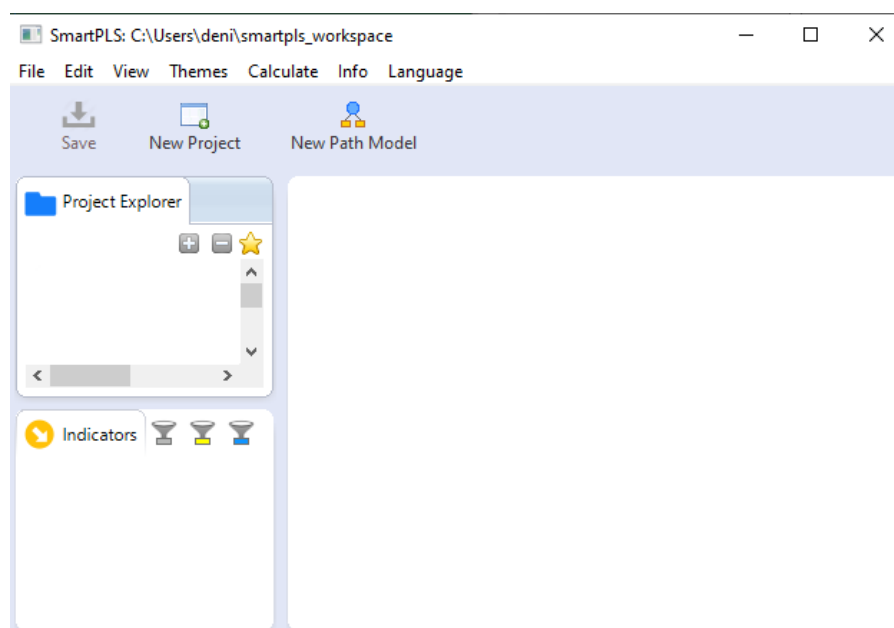 SmartPLS: C:\Users\deni\smartpls_workspace
File Edit View Themes Calculate Info Language
Save New Project New Path Model
Project Explorer
Indicators